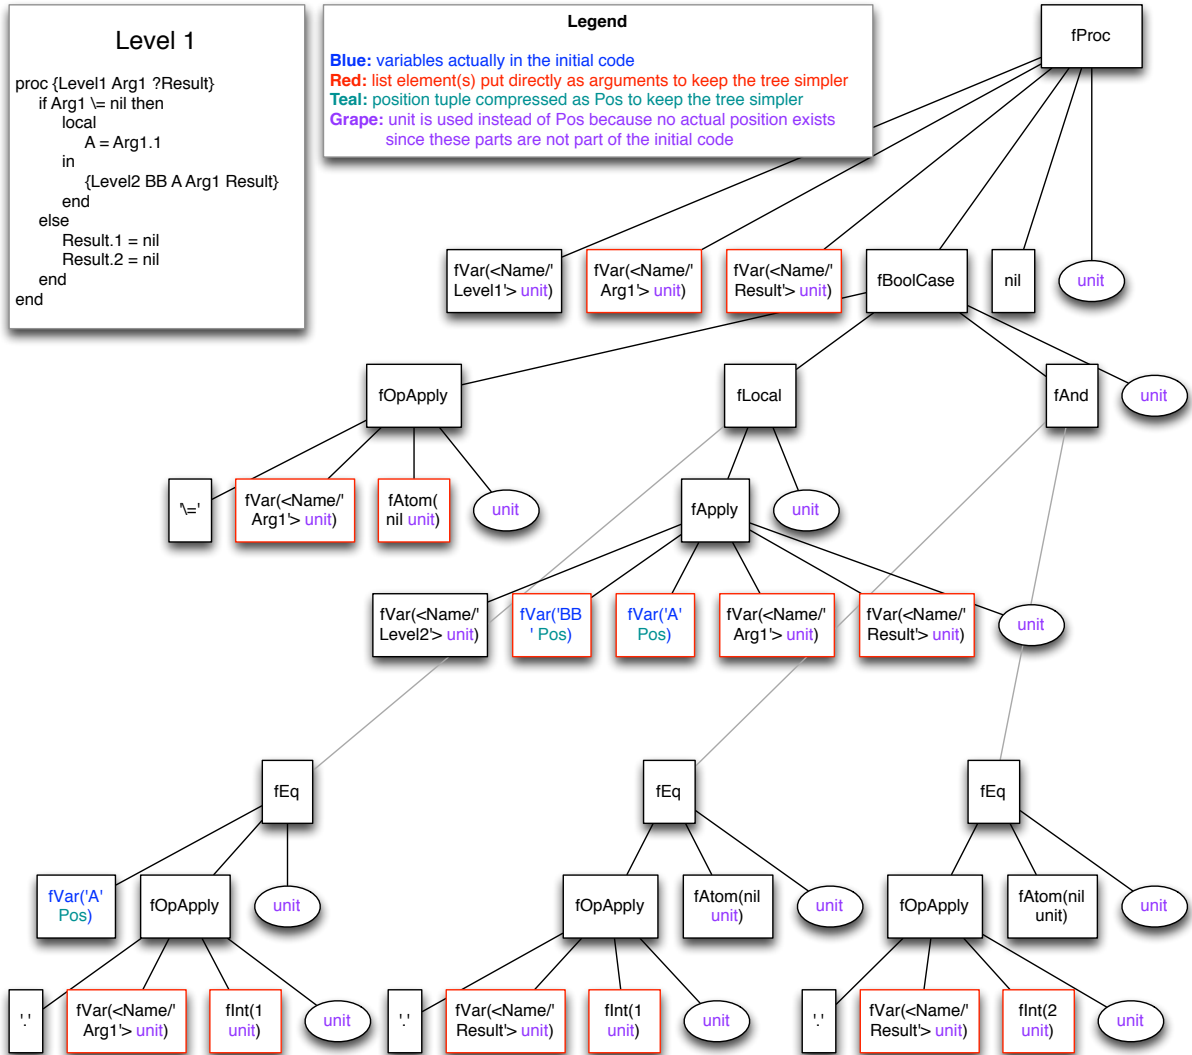 Level 1
proc {Level1 Arg1 ?Result}
if Arg1 \= nil then
local
A = Arg1.1
in
{Level2 BB A Arg1 Result}
end
else
Result.1 = nil
Result.2 = nil
end
end
Legend
Blue: variables actually in the initial code
Red: list element(s) put directly as arguments to keep the tree simpler
Teal: position tuple compressed as Pos to keep the tree simpler
Grape: unit is used instead of Pos because no actual position exists
since these parts are not part of the initial code
fProc
fVar(<Name/'
Level1'> unit)
fVar(<Name/'
Arg1'> unit)
fVar(<Name/'
Result'> unit)
fBoolCase
nil
unit
fOpApply
fLocal
fAnd
unit
'\='
fVar(<Name/'
Arg1'> unit)
fAtom(
nil unit)
unit
fApply
unit
fVar(<Name/'
Level2'> unit)
fVar('BB
' Pos)
fVar('A'
Pos)
fVar(<Name/'
Arg1'> unit)
fVar(<Name/'
Result'> unit)
unit
fEq
fEq
fEq
fVar('A'
Pos)
fOpApply
unit
fOpApply
fAtom(nil
unit)
unit
fOpApply
fAtom(nil
unit)
unit
'.'
fVar(<Name/'
Arg1'> unit)
fInt(1
unit)
unit
'.'
fVar(<Name/'
Result'> unit)
fInt(1
unit)
unit
'.'
fVar(<Name/'
Result'> unit)
fInt(2
unit)
unit